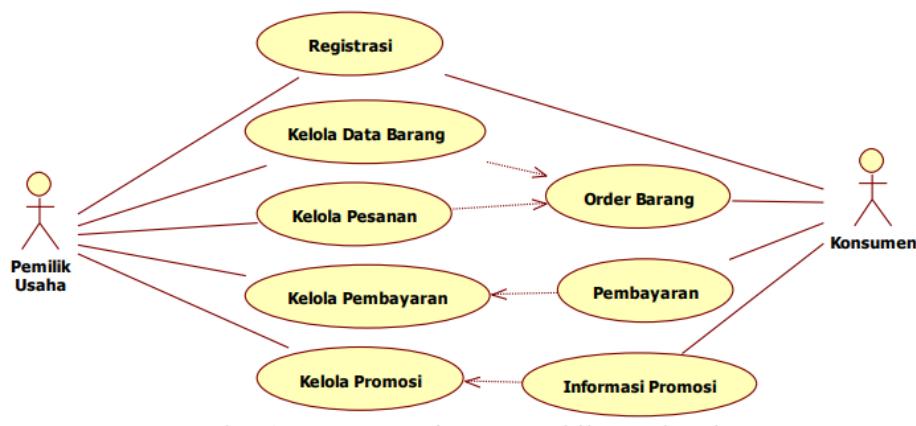 Registrasi
Kelola Data Barang
Order Barang
Kelola Pesanan
Pemilik
Usaha
Konsumen
Kelola Pembayaran
Pembayaran
Kelola Promosi
Informasi Promosi